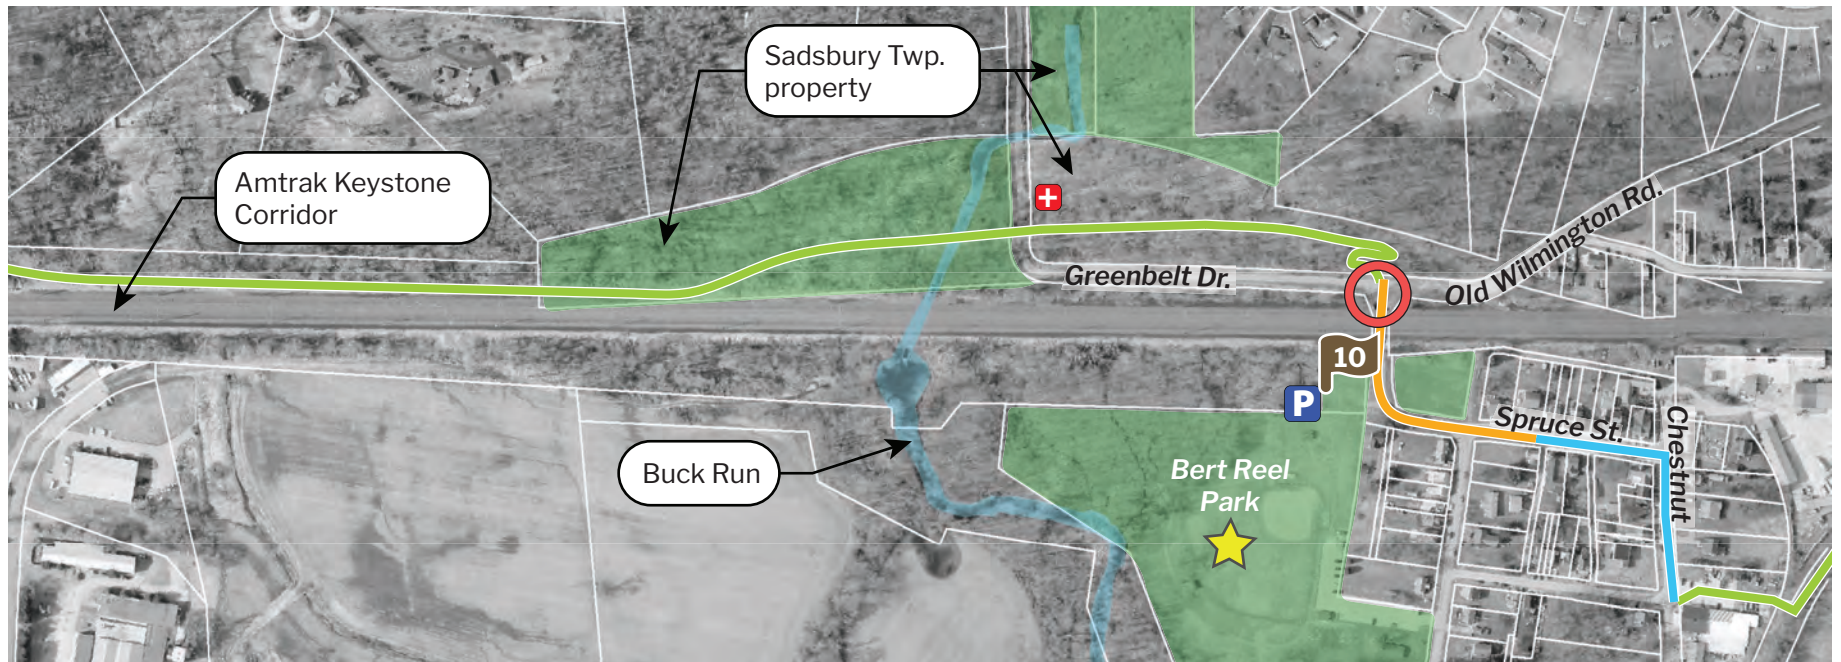 Sadsbury Twp.
property
Amtrak Keystone
Corridor
Greenbelt Dr.
Old Wilmington Rd.
10
P
Spruce St.
Chestnut
Buck Run
Bert Reel
Park